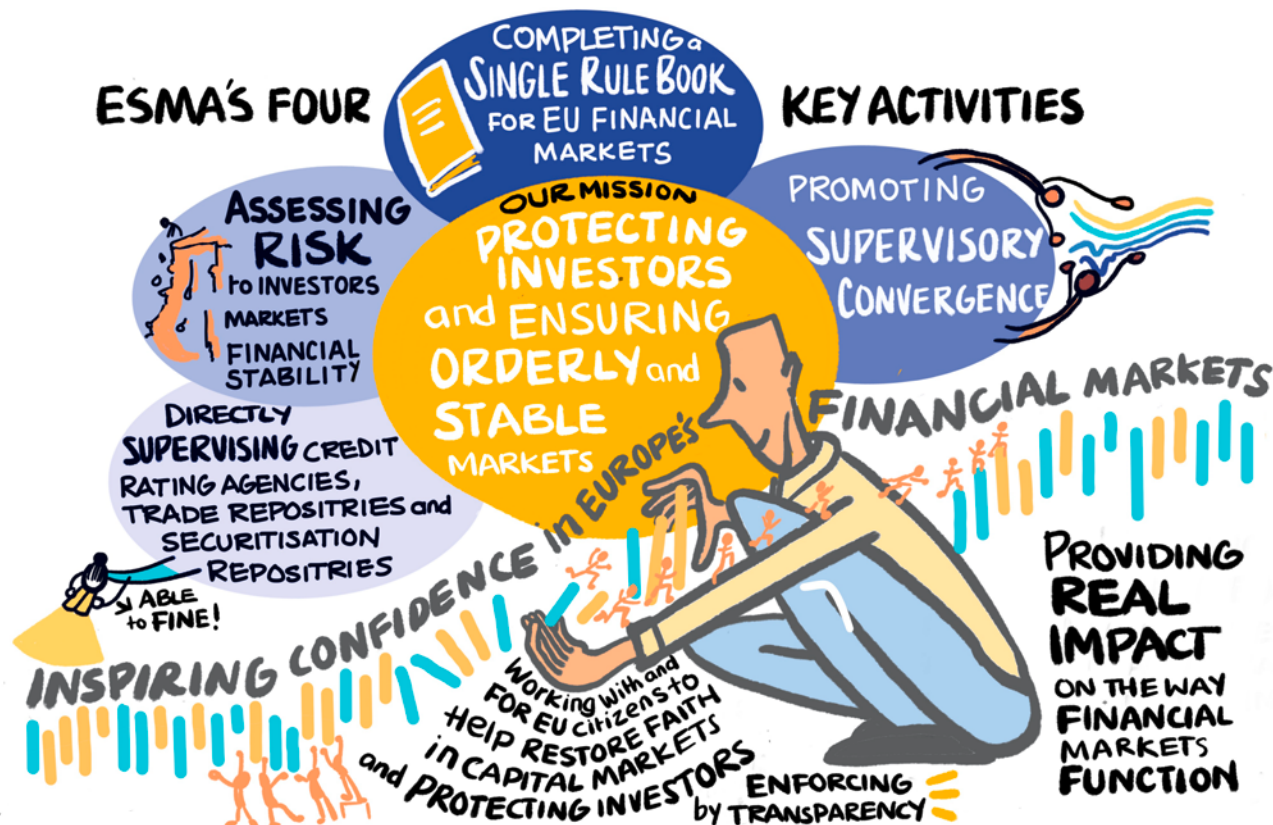 ESMA'S FOUR
KEY ACTIVITIES
COMPLETING a
SINGLE RULE BOOK
FOR EU FINANCIAL
MARKETS
ASSESSING
RISK
to INVESTORS
MARKETS
FINANCIAL
STABILITY
OUR MISSION
PROTECTING
INVESTORS
and ENSURING
ORDERLY and
STABLE
MARKETS
PROMOTING
SUPERVISORY
CONVERGENCE
DIRECTLY
SUPERVISING CREDIT
RATING AGENCIES,
TRADE REPOSITRIES and
SECURITISATION
REPOSITRIES
ABLE
to FINE!
INSPIRING CONFIDENCE in EUROPE'S FINANCIAL MARKETS
Working with and
FOR EU citizens to
HELP RESTORE FAITH
in CAPITAL MARKETS
and PROTECTING INVESTORS
ENFORCING
by TRANSPARENCY
PROVIDING
REAL
IMPACT
ON THE WAY
FINANCIAL
MARKETS
FUNCTION